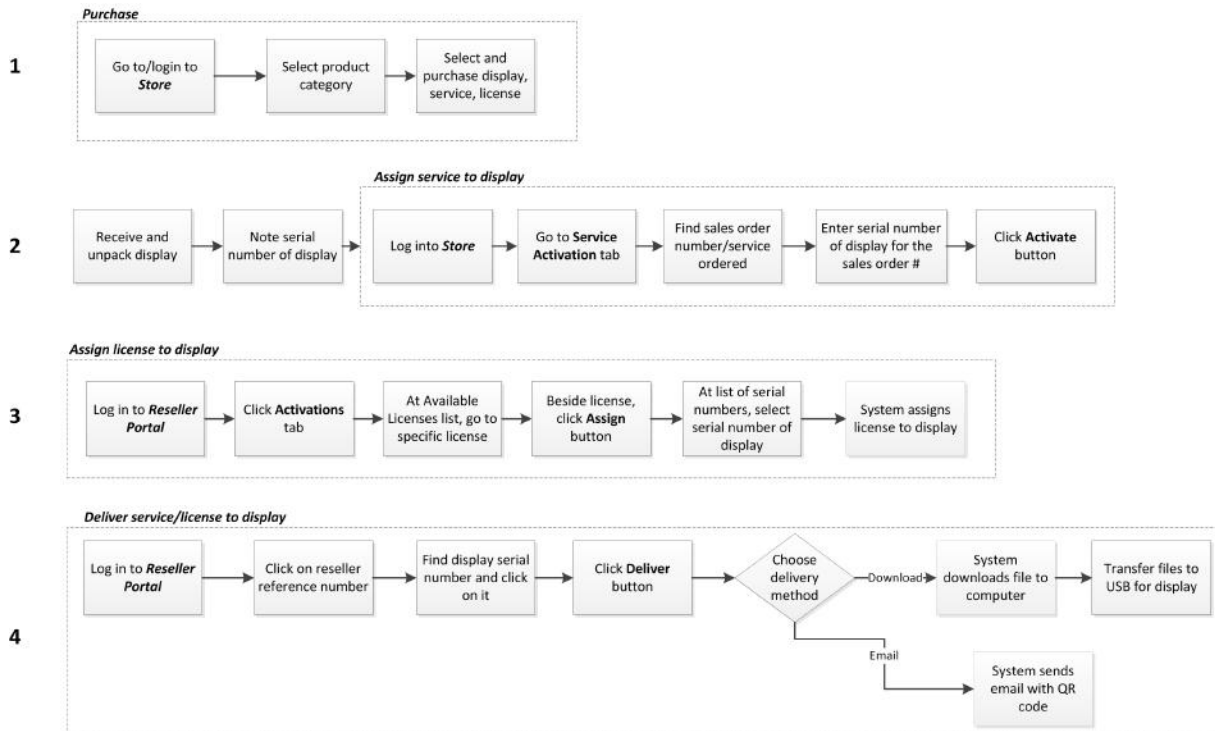 Purchase
1
Go to/login to
Store
Select product
category
Select and
purchase display,
service, license
Assign service to display
2
Receive and
unpack display
Note serial
number of display
Log into Store
Go to Service
Activation tab
Find sales order
number/service
ordered
Enter serial number
of display for the
sales order #
Click Activate
button
Assign license to display
3
Log in to Reseller
Portal
Click Activations
tab
At Available
Licenses list, go to
specific license
Beside license,
click Assign
button
At list of serial
numbers, select
serial number of
display
System assigns
license to display
Deliver service/license to display
4
Log in to Reseller
Portal
Click on reseller
reference number
Find display serial
number and click
on it
Click Deliver
button
Choose
delivery
method
Download
System
downloads file to
computer
Transfer files to
USB for display
Email
System sends
email with QR
code